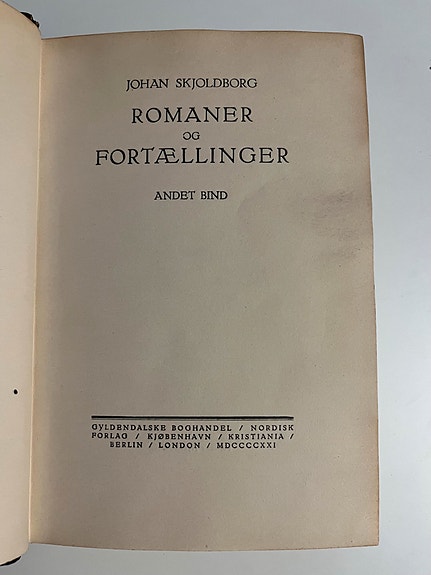 JOHAN SKJOLDBORG
ROMANER
OG
FORTÆLLINGER
ANDET BIND
GYLDENDALSKE BOGHANDEL / NORDISK
FORLAG / KJØBENHAVN / KRISTIANIA /
BERLIN / LONDON / MDCCCCXXI